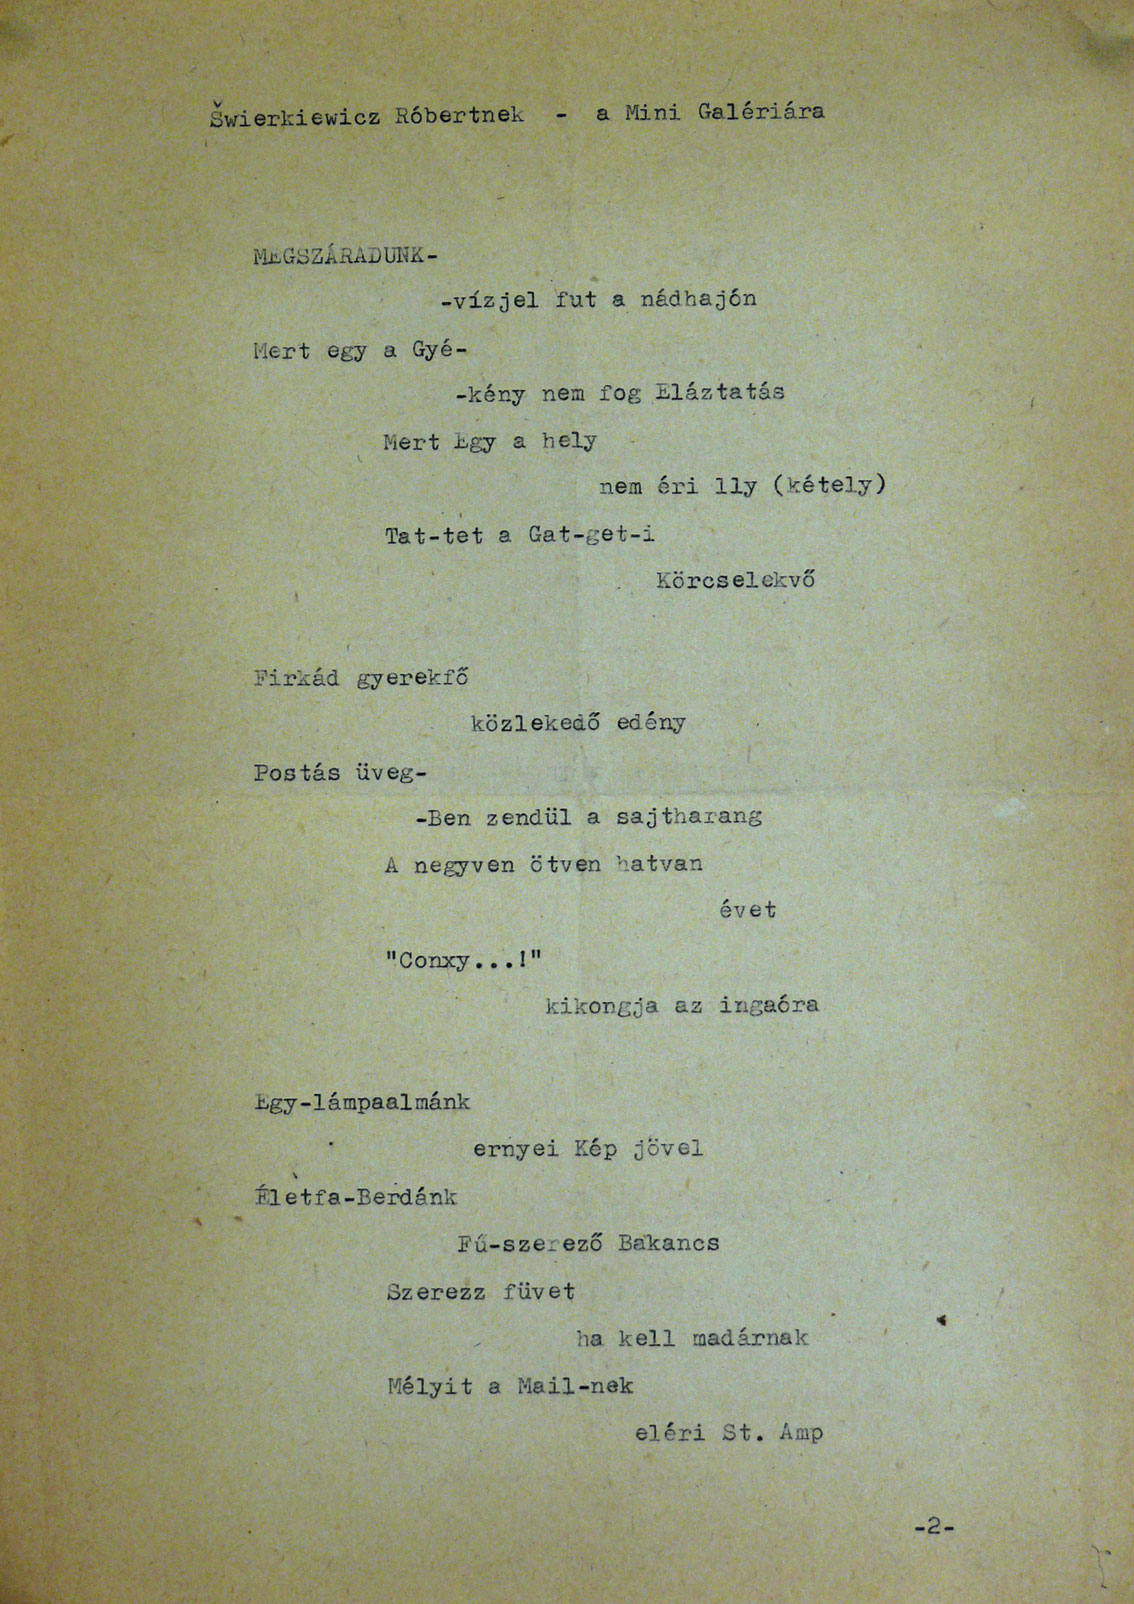 Šwierkiewicz Róbertnek - a Mini Galériára
MEGSZÁRADUNK-
-vízjel fut a nádhajón
Mert egy a Gyé-
-kény nem fog Eláztatás
Mert Egy a hely
nem éri lly (kétely)
Tat-tet a Gat-get-i
Körcselekvő
Firkád gyerekfő
közlekedő edény
Postás üveg-
-Ben zendül a sajtharang
A negyven ötven hatvan
évet
"Conxy...!"
kikongja az ingaóra
Egy-lámpaalmánk
ernyei Kép jövel
Életfa-Berdánk
Fű-szerező Bakancs
Szerezz füvet
ha kell madárnak
Mélyit a Mail-nek
eléri St. Amp
-2-